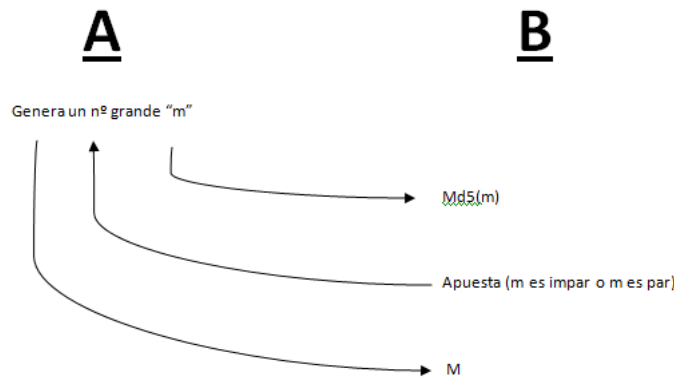 A
B
Genera un nº grande “m”
Md5(m)
Apuesta (m es impar o m es par)
M